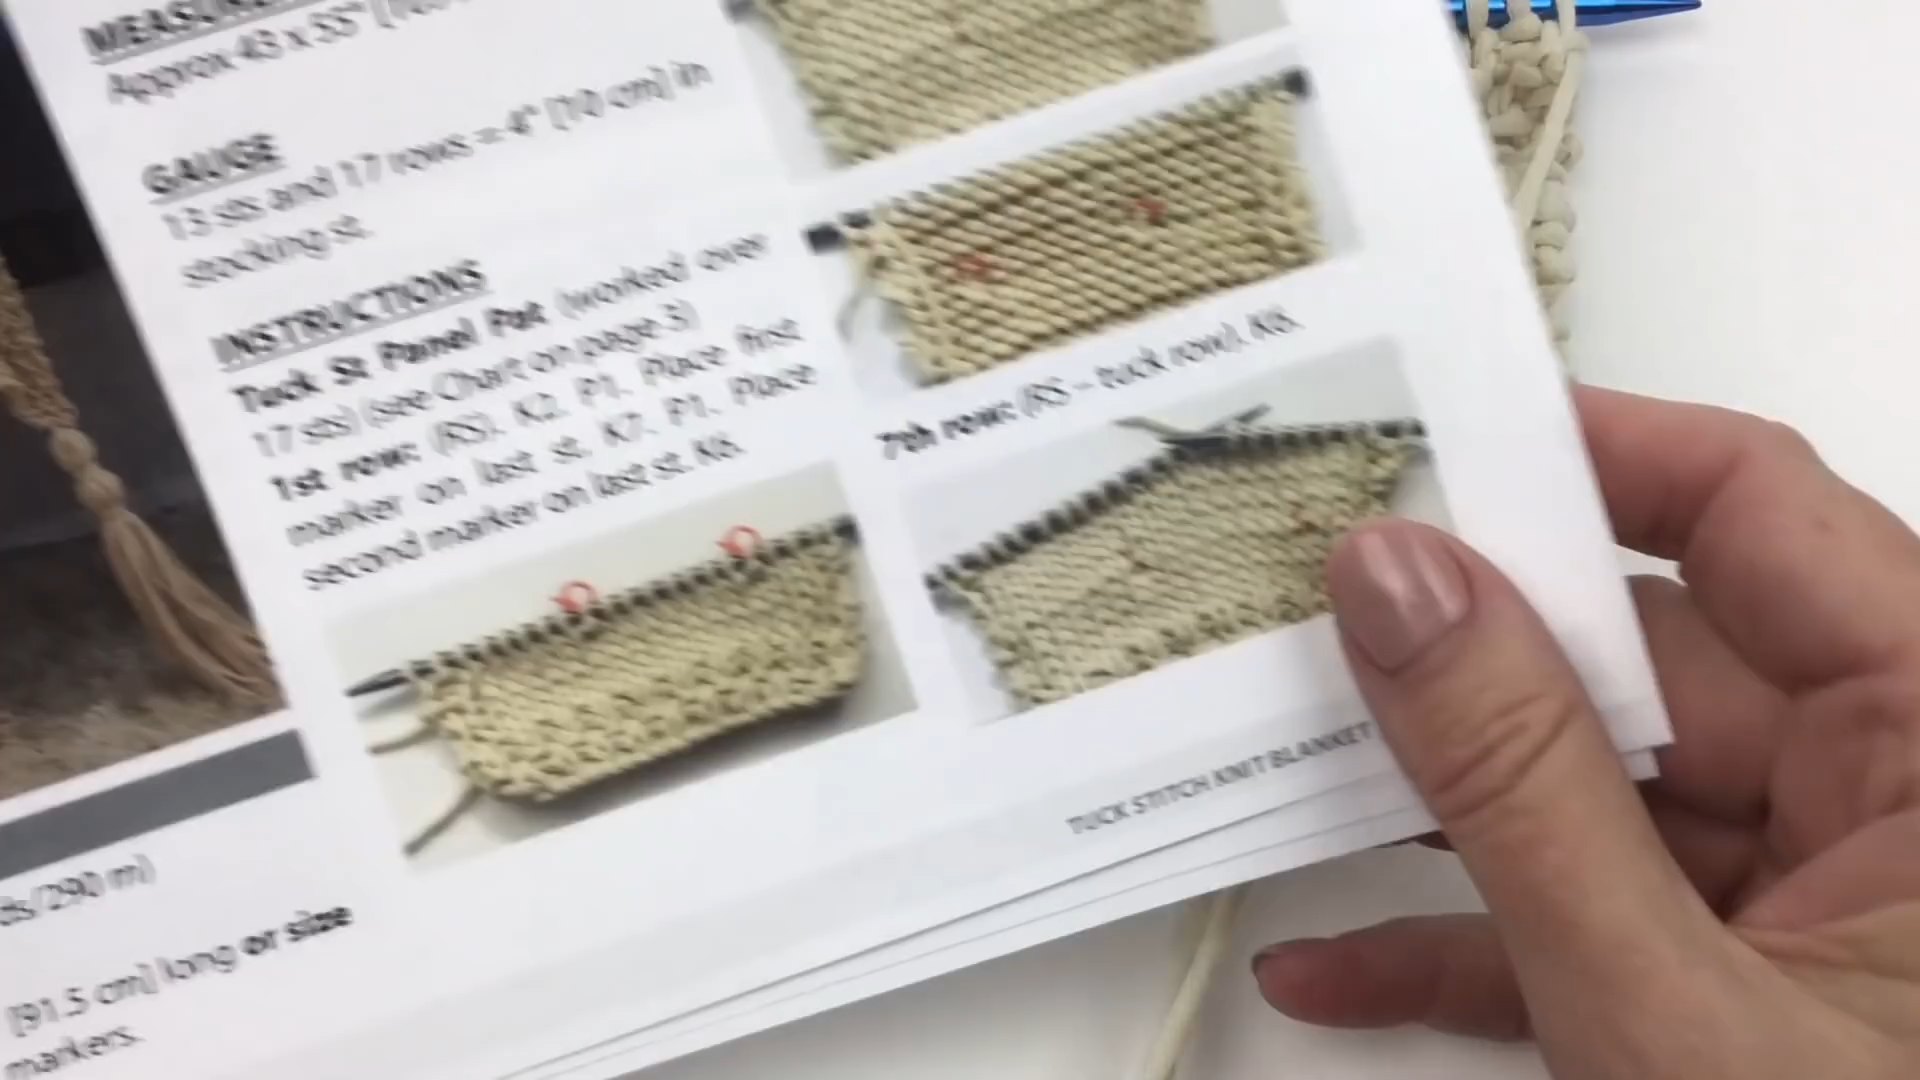 MEASUREM
Approx 43 x 55"
GAUGE
13 sts and 17 rows = 4" [10 cm] in
stocking st.
INSTRUCTIONS
Tuck St Panel Pat (worked over
17 sts) (see Chart on page 3)
1st row: (RS). K2. P1. Place first
marker on last st. K7. P1. Place
second marker on last st. K6.
7th row: (RS – tuck row). K6.
TUCK STITCH KNIT BLANKET
ds/290 m)
[91.5 cm] long or size
markers.